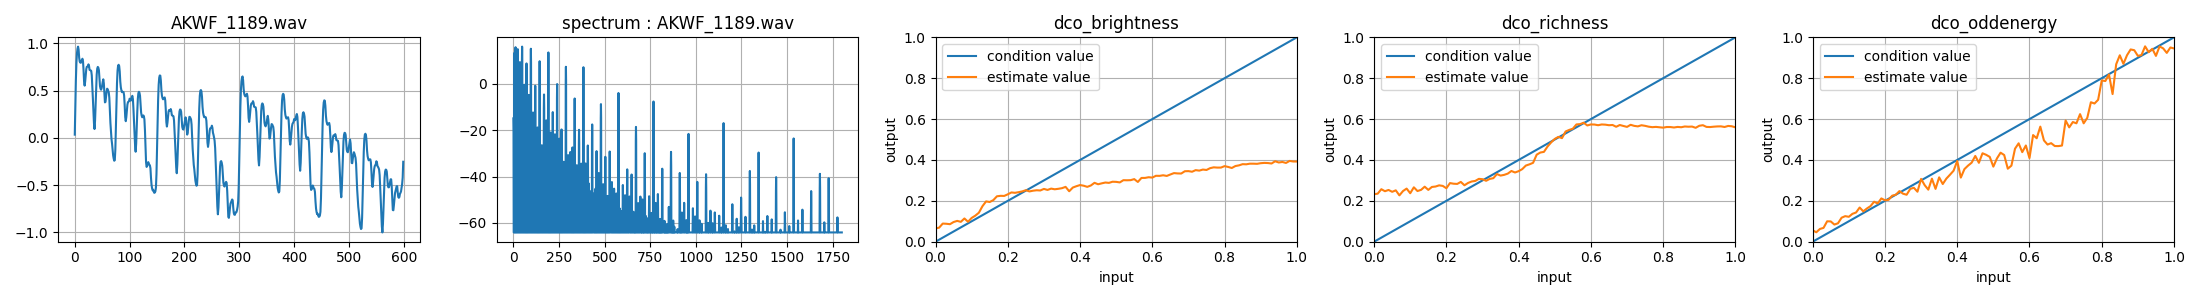 AKWF_1189.wav
1.0
0.5
0.0
−0.5
−1.0
0 100 200 300 400 500 600
spectrum : AKWF_1189.wav
0
−20
−40
−60
0 250 500 750 1000 1250 1500 1750
dco_brightness
condition value
estimate value
output
1.0
0.8
0.6
0.4
0.2
0.0
0.0 0.2 0.4 0.6 0.8 1.0
input
dco_richness
condition value
estimate value
output
1.0
0.8
0.6
0.4
0.2
0.0
0.0 0.2 0.4 0.6 0.8 1.0
input
dco_oddenergy
condition value
estimate value
output
1.0
0.8
0.6
0.4
0.2
0.0
0.0 0.2 0.4 0.6 0.8 1.0
input